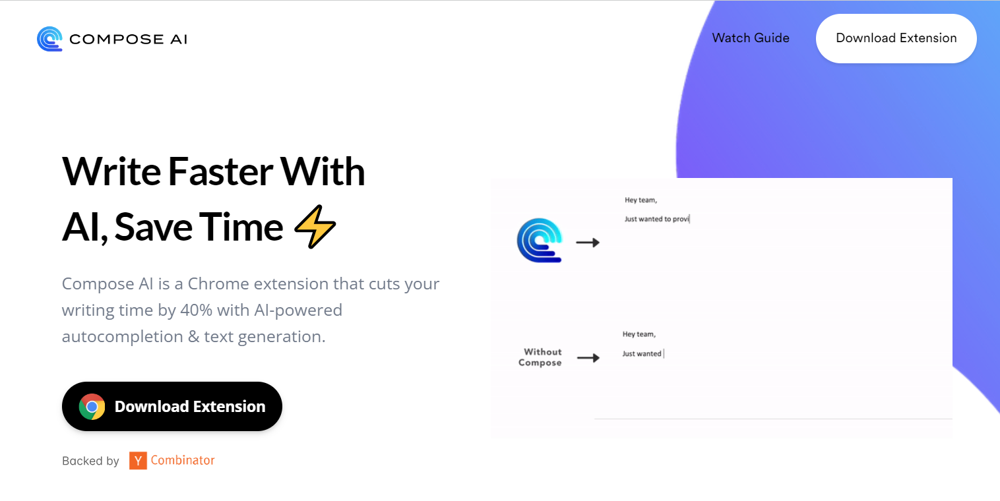 COMPOSE AI
Watch Guide
Download Extension
Write Faster With
AI, Save Time ⚡
Compose AI is a Chrome extension that cuts your
writing time by 40% with AI-powered
autocompletion & text generation.
Download Extension
Backed by Y Combinator
Hey team,
Just wanted to provi
Without
Compose
Hey team,
Just wanted